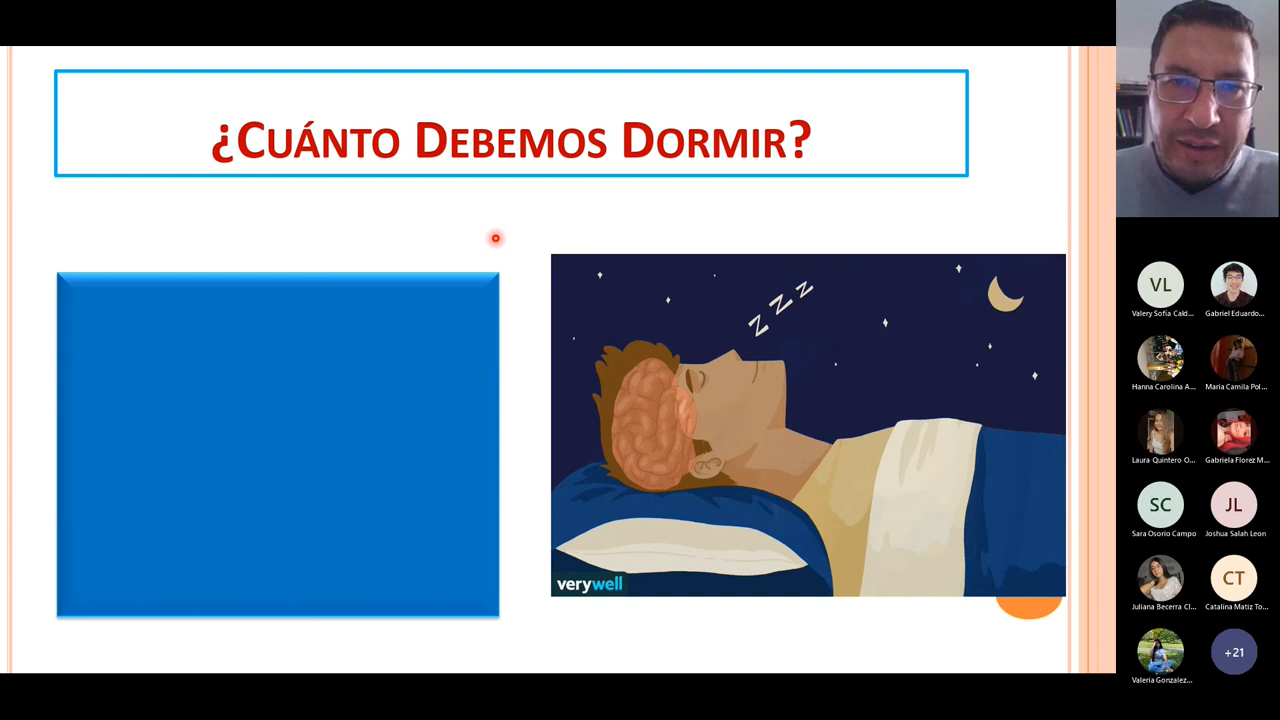 ¿CUÁNTO DEBEMOS DORMIR?
Z Z Z
verywell
VL
Valery Sofía Cald...
Gabriel Eduardo...
Hanna Carolina A...
Maria Camila Pol...
Laura Quintero O...
Gabriela Florez M...
SC
Sara Osorio Campo
JL
Joshua Salah Leon
Juliana Becerra Cl...
CT
Catalina Matiz To...
Valeria Gonzalez...
+21